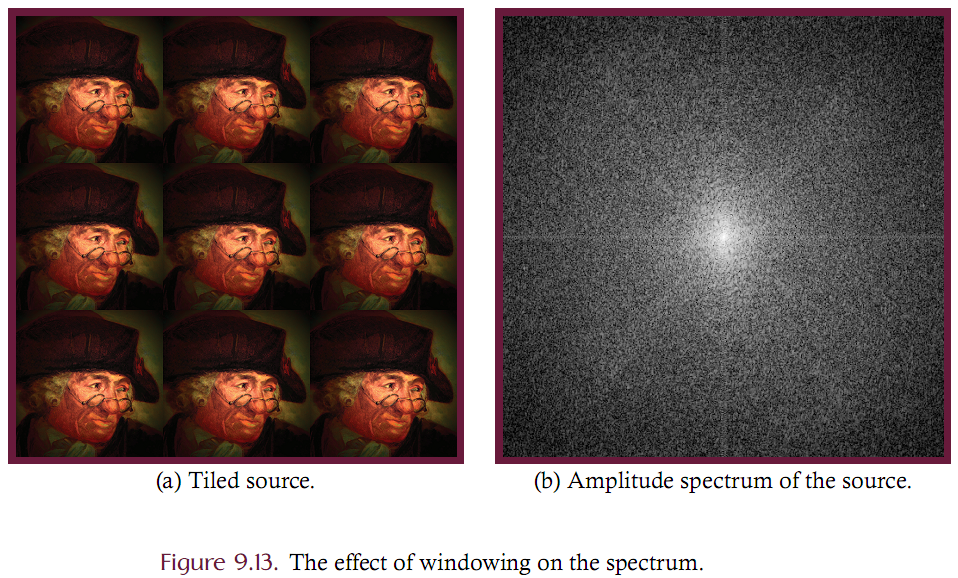 (a) Tiled source.
(b) Amplitude spectrum of the source.
Figure 9.13. The effect of windowing on the spectrum.